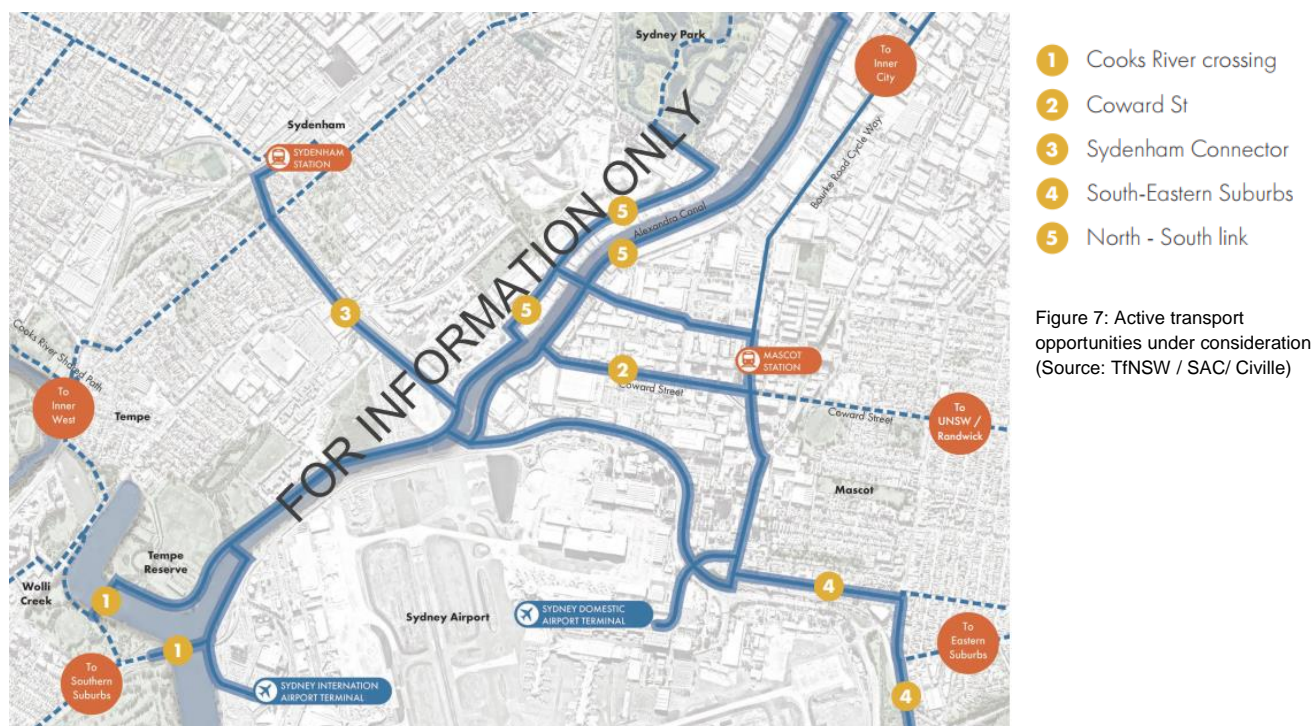 Sydney Park
To
Inner
City
Sydenham
SYDENHAM
STATION
FOR INFORMATION ONLY
5
Alexandra Canal
Bourke Road Cycle Way
5
3
5
MASCOT
STATION
2
Coward Street
Cooks River Shared Path
To
Inner
West
Tempe
Coward Street
To
UNSW /
Randwick
Mascot
Tempe
Reserve
Wolli
Creek
1
4
Sydney Airport
SYDNEY DOMESTIC
AIRPORT TERMINAL
To
Eastern
Suburbs
1
To
Southern
Suburbs
SYDNEY INTERNATION
AIRPORT TERMINAL
4
1 Cooks River crossing
2 Coward St
3 Sydenham Connector
4 South-Eastern Suburbs
5 North - South link
Figure 7: Active transport
opportunities under consideration
(Source: TfNSW / SAC/ Civille)